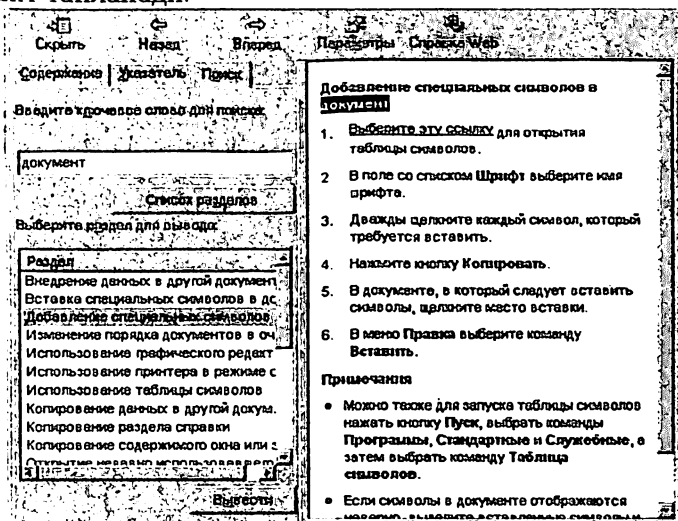 Скрыть Назад Вперед Параметры Справка Web
Содержание Указатель Поиск
Введите ключевое слово для поиска:
документ
Список разделов
Выберите раздел для вывода:
Раздел
Внедрение данных в другой документ
Вставка специальных символов в дс
Добавление специальных символов
Изменение порядка документов в оч
Использование графического редакт
Использование принтера в режиме с
Использование таблицы символов
Копирование данных в другой докум.
Копирование раздела справки
Копирование содержимого окна или
Вывести
Добавление специальных символов в
документ
1. Выберите эту ссылку для открытия
таблицы символов.
2 В поле со списком Шрифт выберите имя
шрифта.
3. Дважды щелкните каждый символ, который
требуется вставить.
4. Нажмите кнопку Копировать.
5. В документе, в который следует вставить
символы, щелкните место вставки.
6. В меню Правка выберите команду
Вставить.
Примечания
• Можно также для запуска таблицы символов
нажать кнопку Пуск, выбрать команды
Программы, Стандартные и Служебные, а
затем выбрать команду Таблица
символов.
• Если символы в документе отображаются